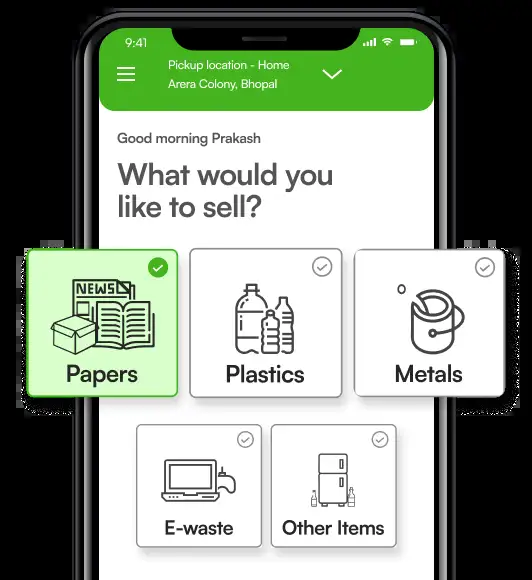 9:41
Pickup location - Home
Arera Colony, Bhopal
Good morning Prakash
What would you
like to sell?
NEWS
Papers
Plastics
Metals
E-waste
Other Items